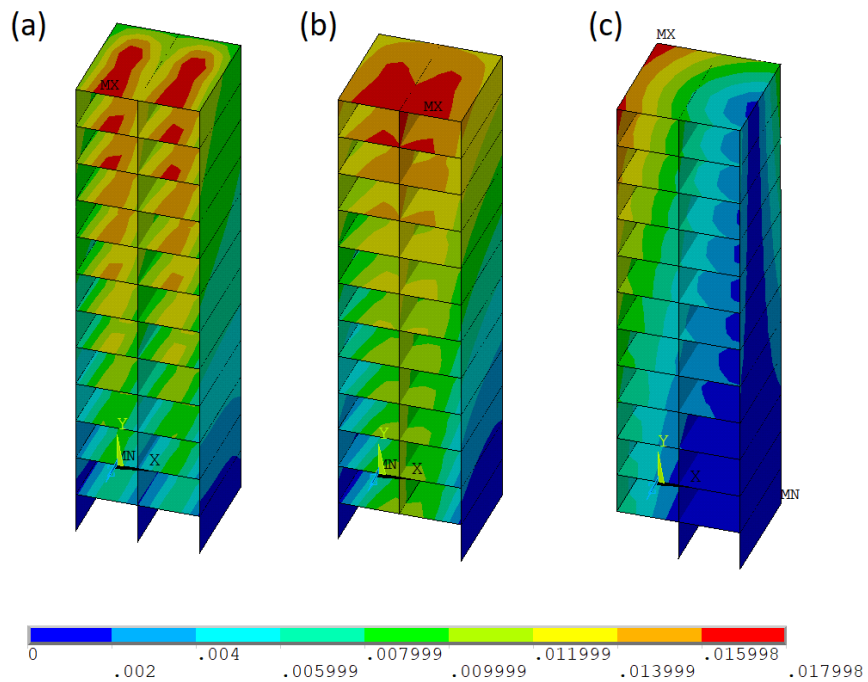 (a) (b) (c)
MX
MX
MX
Y
MN X
Y
MN X
Y
X
MN
0 .004 .007999 .011999 .015998
.002 .005999 .009999 .013999 .017998